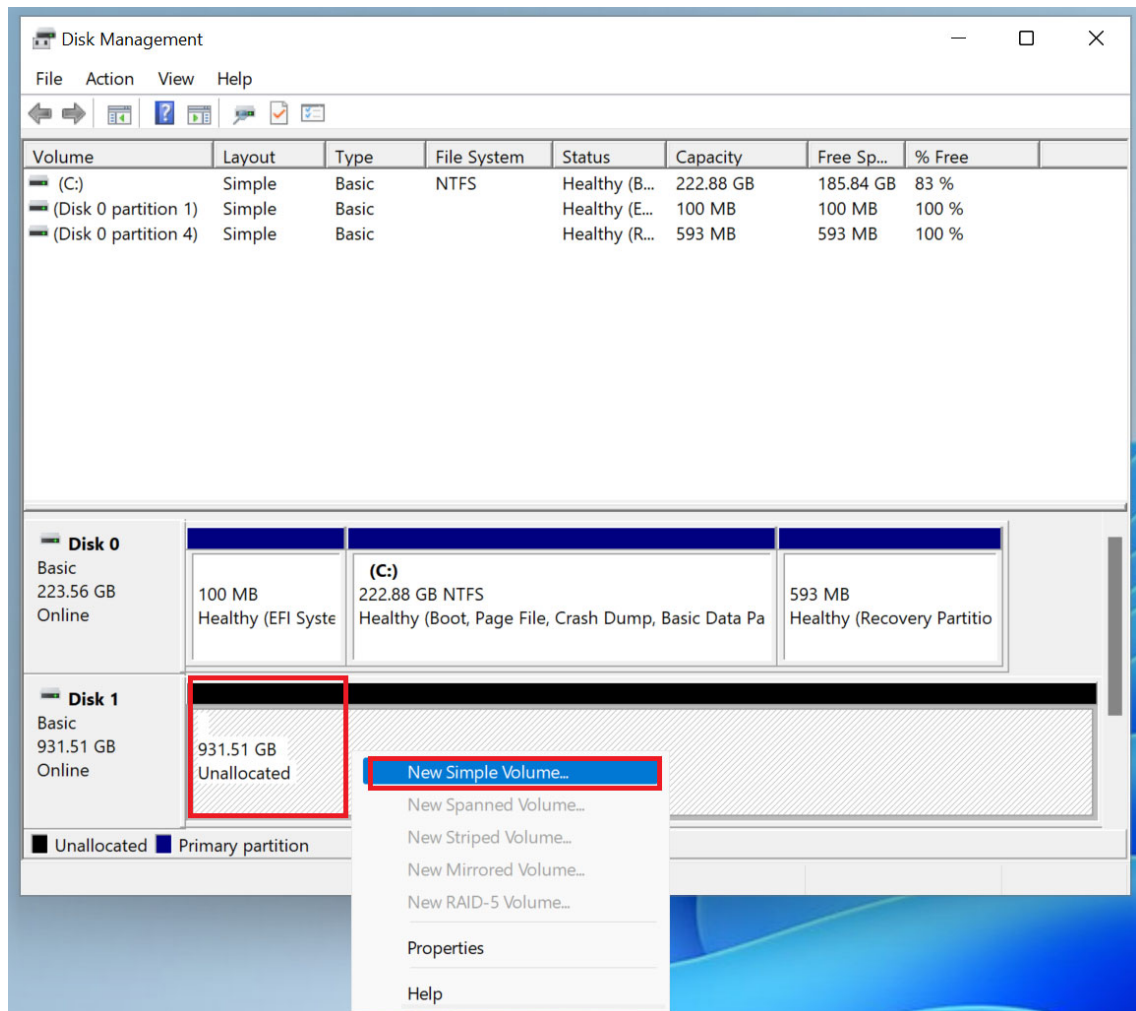 Disk Management
File Action View Help
Volume Layout Type File System Status Capacity Free Sp... % Free
(C:) Simple Basic NTFS Healthy (B... 222.88 GB 185.84 GB 83 %
(Disk 0 partition 1) Simple Basic Healthy (E... 100 MB 100 MB 100 %
(Disk 0 partition 4) Simple Basic Healthy (R... 593 MB 593 MB 100 %
Disk 0
Basic
223.56 GB
Online
100 MB
Healthy (EFI Syste
(C:)
222.88 GB NTFS
Healthy (Boot, Page File, Crash Dump, Basic Data Pa
593 MB
Healthy (Recovery Partitio
Disk 1
Basic
931.51 GB
Online
931.51 GB
Unallocated
New Simple Volume...
New Spanned Volume...
New Striped Volume...
New Mirrored Volume...
New RAID-5 Volume...
Properties
Help
Unallocated Primary partition